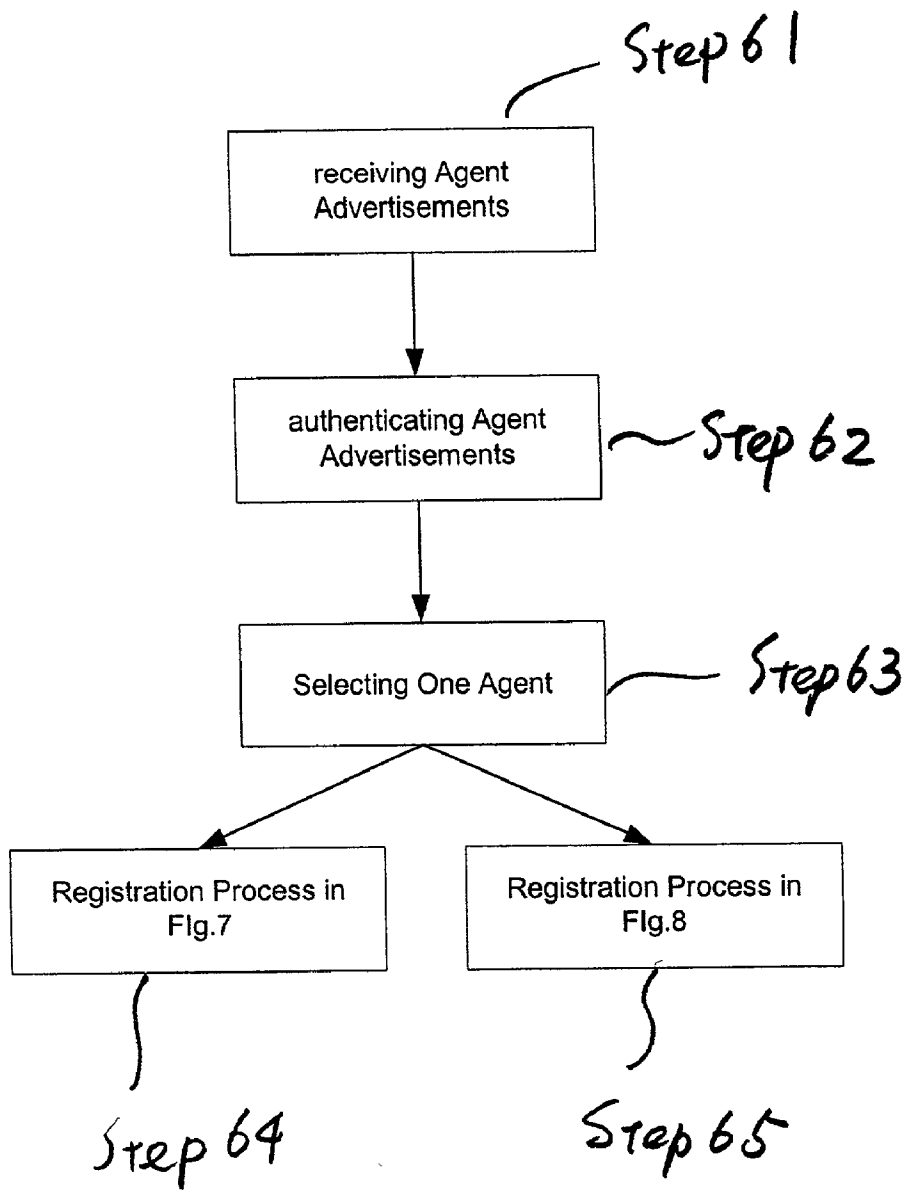 Step 61
receiving Agent
Advertisements
authenticating Agent
Advertisements
Step 62
Selecting One Agent
Step 63
Registration Process in
FIg.7
Registration Process in
FIg.8
Step 64
Step 65